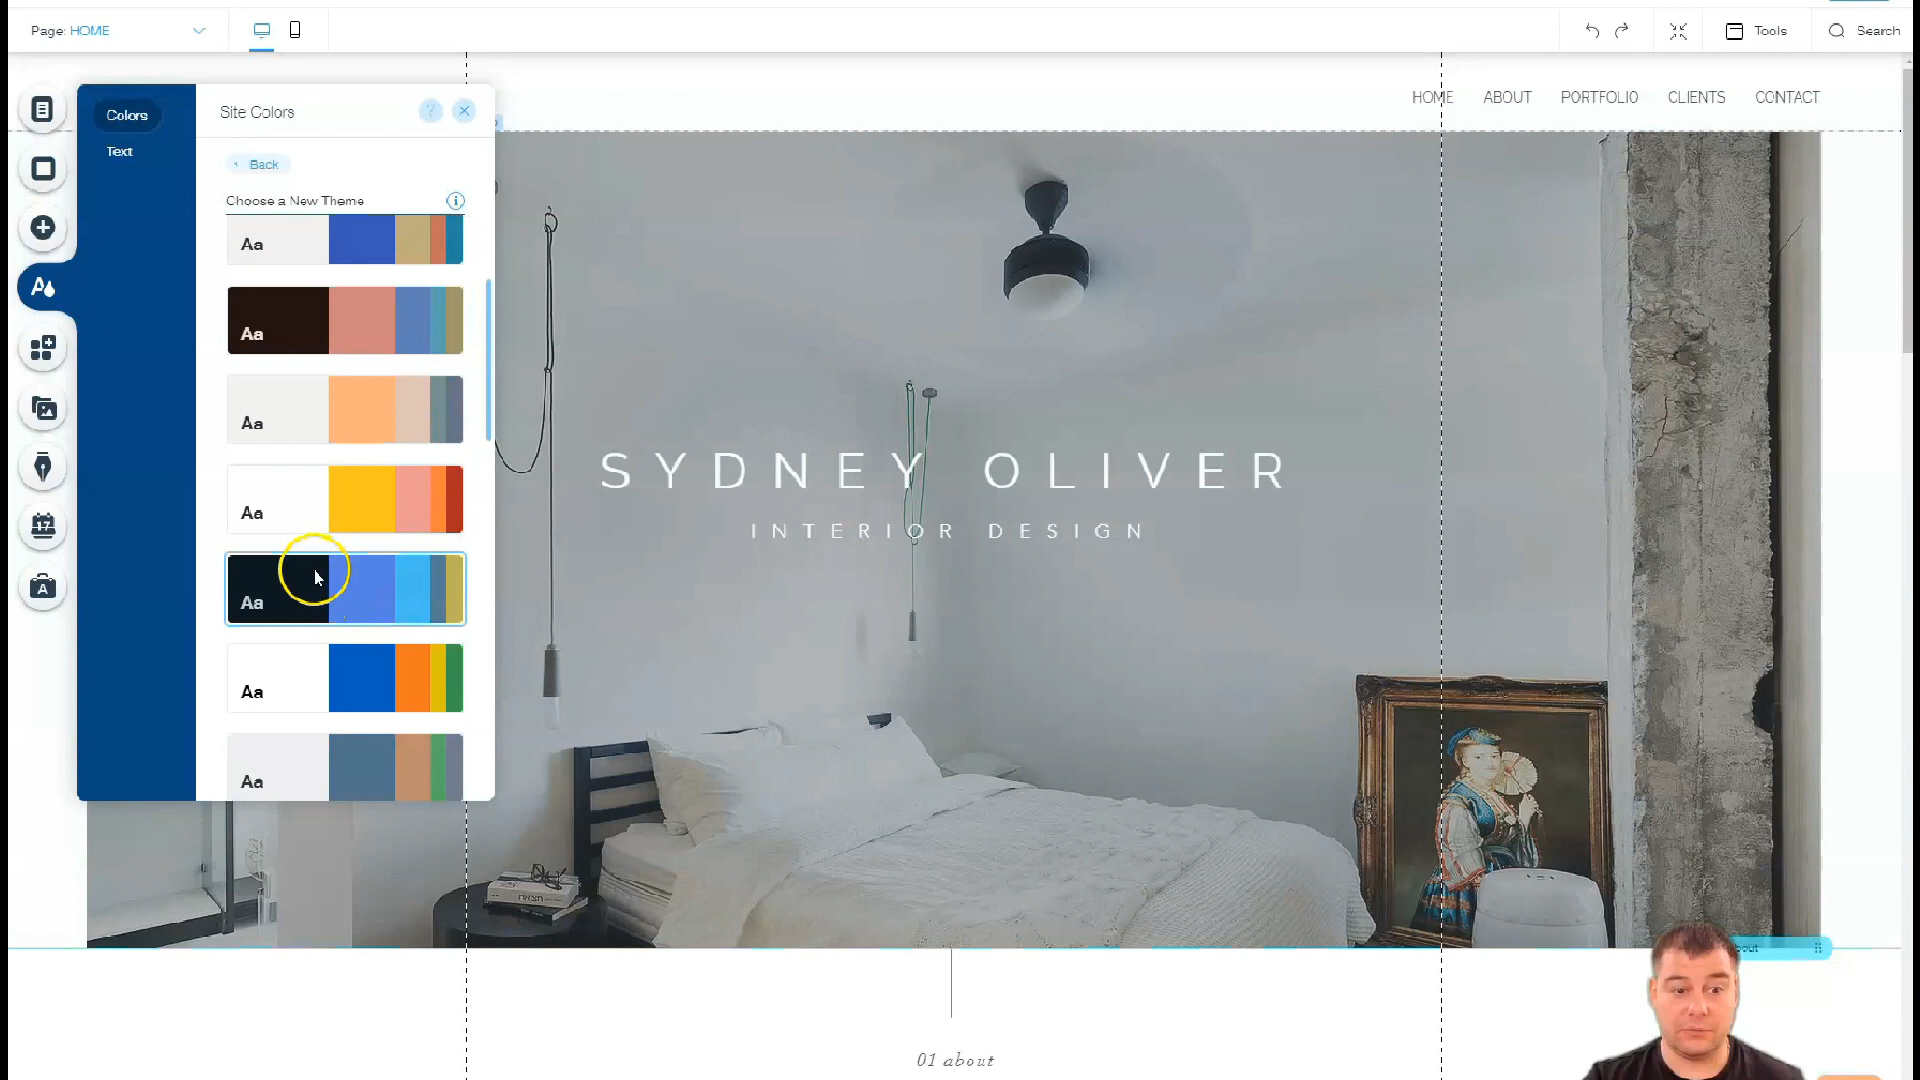 Page: HOME
Tools
Search
Colors
Text
Site Colors
?
Back
Choose a New Theme
Aa
Aa
Aa
Aa
Aa
Aa
Aa
17
A
HOME
ABOUT
PORTFOLIO
CLIENTS
CONTACT
SYDNEY OLIVER
INTERIOR DESIGN
01 about